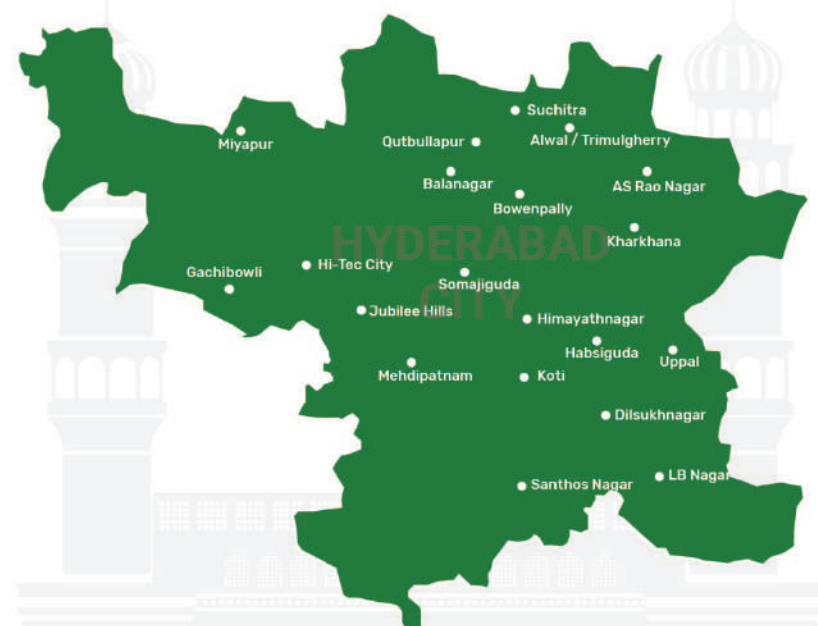 Suchitra
Alwal / Trimulgherry
Miyapur
Qutbullapur
Balanagar
AS Rao Nagar
Bowenpally
Kharkhana
HYDERABAD
CITY
Hi-Tec City
Gachibowli
Somajiguda
Jubilee Hills
Himayathnagar
Habsiguda
Uppal
Mehdipatnam
Koti
Dilsukhnagar
LB Nagar
Santhos Nagar